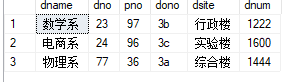 dname dno pno dono dsite dnum
1 数学系 23 97 3b 行政楼 1222
2 电商系 24 96 3c 实验楼 1600
3 物理系 77 36 3a 综合楼 1444